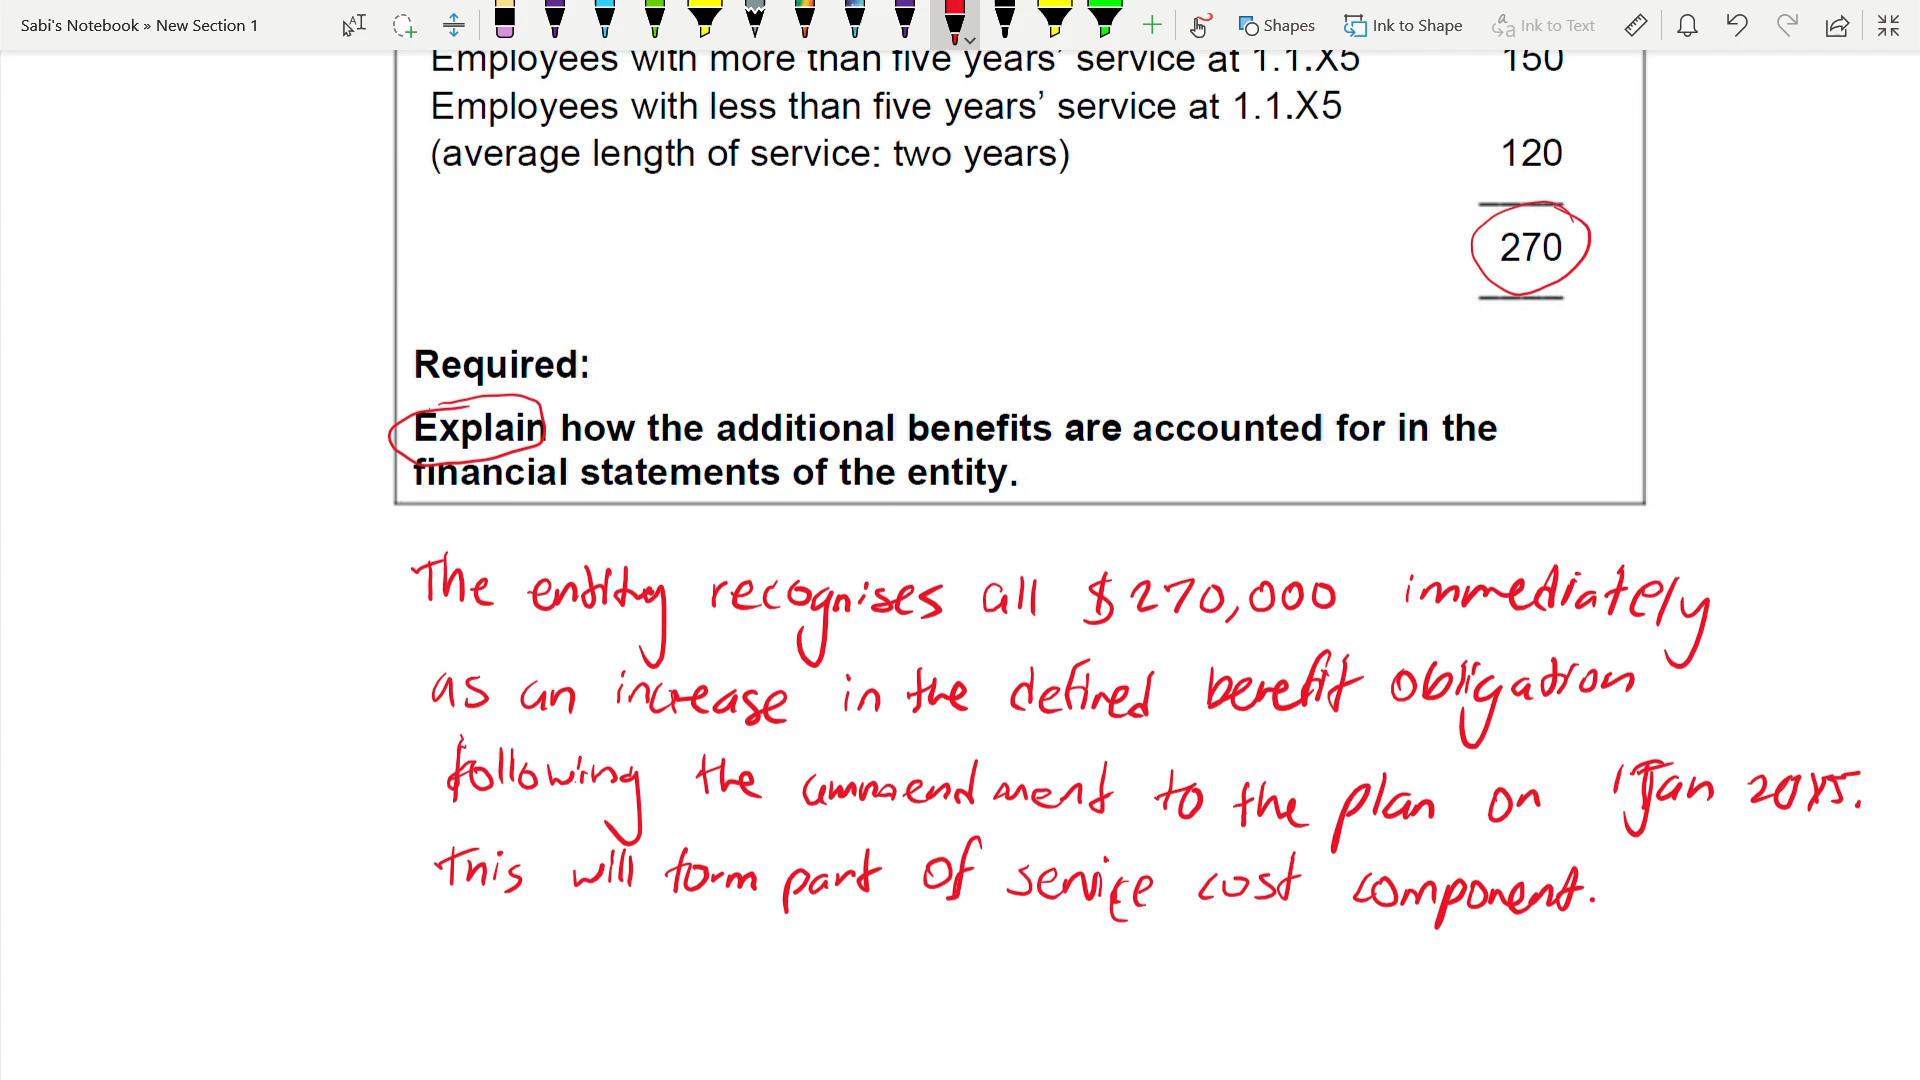 Sabi's Notebook » New Section 1
Shapes
Ink to Shape
Ink to Text
Employees with more than five years' service at 1.1.X5 150
Employees with less than five years' service at 1.1.X5
(average length of service: two years) 120
270
Required:
Explain how the additional benefits are accounted for in the
financial statements of the entity.
The entity recognises all $270,000 immediately
as an increase in the defined benefit obligation
following the ammendment to the plan on 1 Jan 20X5.
This will form part of service cost component.